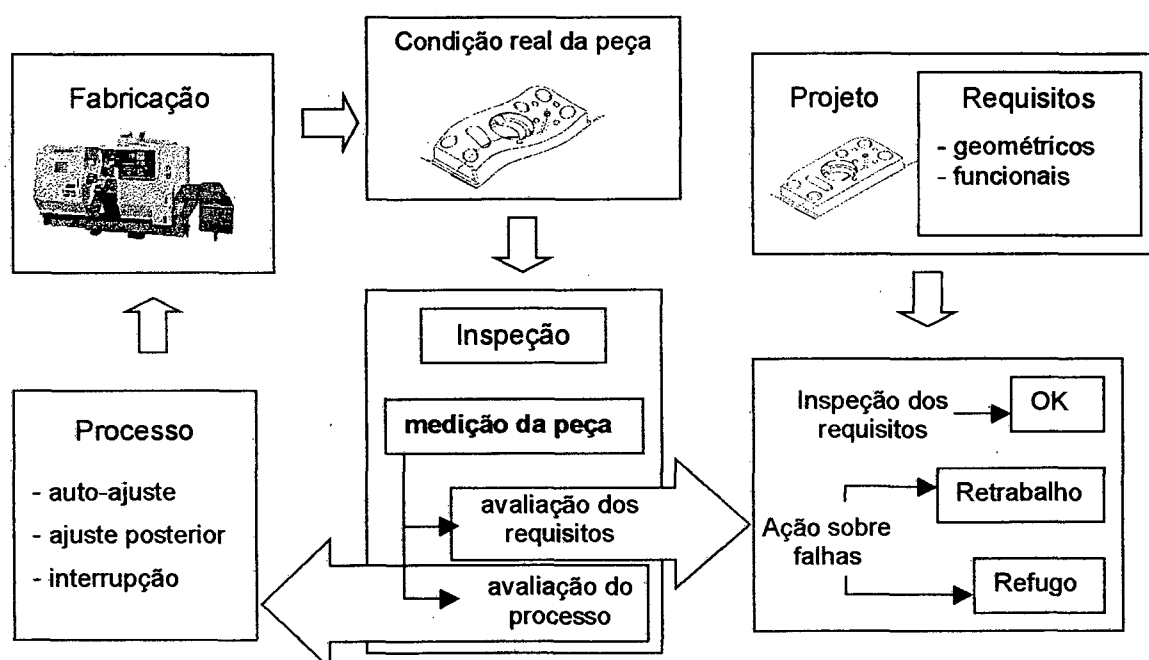 Fabricação
Condição real da peça
Projeto
Requisitos
- geométricos
- funcionais
Processo
- auto-ajuste
- ajuste posterior
- interrupção
Inspeção
medição da peça
avaliação dos
requisitos
avaliação do
processo
Inspeção dos
requisitos
OK
Ação sobre
falhas
Retrabalho
Refugo